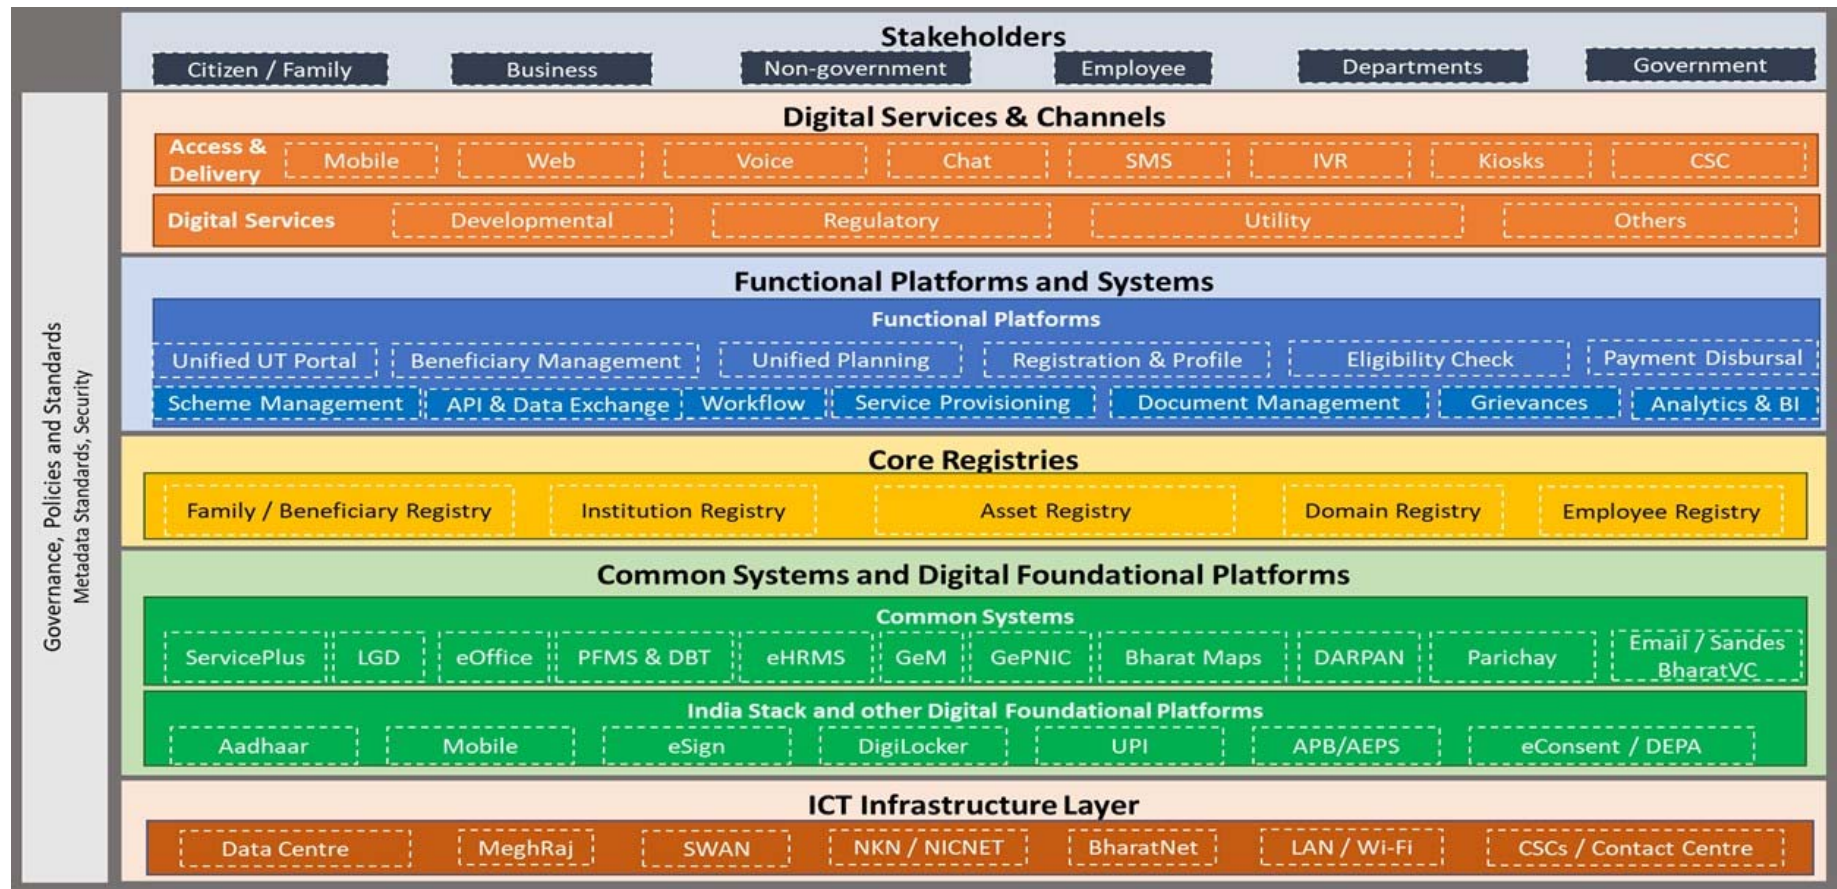 Stakeholders
Citizen / Family
Business
Non-government
Employee
Departments
Government
Governance, Policies and Standards
Metadata Standards, Security
Digital Services & Channels
Access &
Delivery
Mobile
Web
Voice
Chat
SMS
IVR
Kiosks
CSC
Digital Services
Developmental
Regulatory
Utility
Others
Functional Platforms and Systems
Functional Platforms
Unified UT Portal
Beneficiary Management
Unified Planning
Registration & Profile
Eligibility Check
Payment Disbursal
Scheme Management
API & Data Exchange
Workflow
Service Provisioning
Document Management
Grievances
Analytics & BI
Core Registries
Family / Beneficiary Registry
Institution Registry
Asset Registry
Domain Registry
Employee Registry
Common Systems and Digital Foundational Platforms
Common Systems
ServicePlus
LGD
eOffice
PFMS & DBT
eHRMS
GeM
GePNIC
Bharat Maps
DARPAN
Parichay
Email / Sandes
BharatVC
India Stack and other Digital Foundational Platforms
Aadhaar
Mobile
eSign
DigiLocker
UPI
APB/AEPS
eConsent / DEPA
ICT Infrastructure Layer
Data Centre
MeghRaj
SWAN
NKN / NICNET
BharatNet
LAN / Wi-Fi
CSCs / Contact Centre